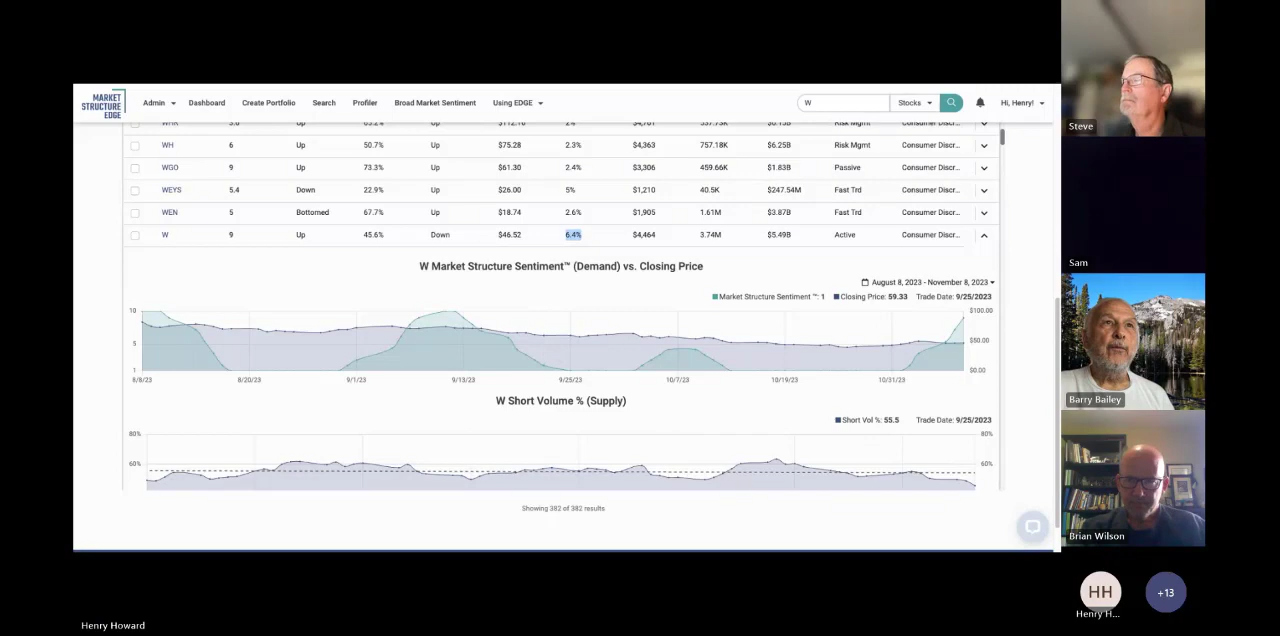 MARKET
STRUCTURE
EDGE
Admin Dashboard Create Portfolio Search Profiler Broad Market Sentiment Using EDGE W Stocks Hi, Henry!
WH 6 Up 50.7% Up $75.28 2.3% $4,363 757.18K $6.25B Risk Mgmt Consumer Discr...
WGO 9 Up 73.3% Up $61.30 2.4% $3,306 459.66K $1.83B Passive Consumer Discr...
WEYS 5.4 Down 22.9% Up $26.00 5% $1,210 40.5K $247.54M Fast Trd Consumer Discr...
WEN 5 Bottomed 67.7% Up $18.74 2.6% $1,905 1.61M $3.87B Fast Trd Consumer Discr...
W 9 Up 45.6% Down $46.52 6.4% $4,464 3.74M $5.49B Active Consumer Discr...
W Market Structure Sentiment™ (Demand) vs. Closing Price
August 8, 2023 - November 8, 2023
Market Structure Sentiment ™: 1 Closing Price: 59.33 Trade Date: 9/25/2023
10 $100.00
5 $50.00
1 $0.00
8/8/23 8/20/23 9/1/23 9/13/23 9/25/23 10/7/23 10/19/23 10/31/23
W Short Volume % (Supply)
Short Vol %: 55.5 Trade Date: 9/25/2023
80% 80%
60% 60%
Showing 382 of 382 results
Steve
Sam
Barry Bailey
Brian Wilson
HH +13
Henry H...
Henry Howard